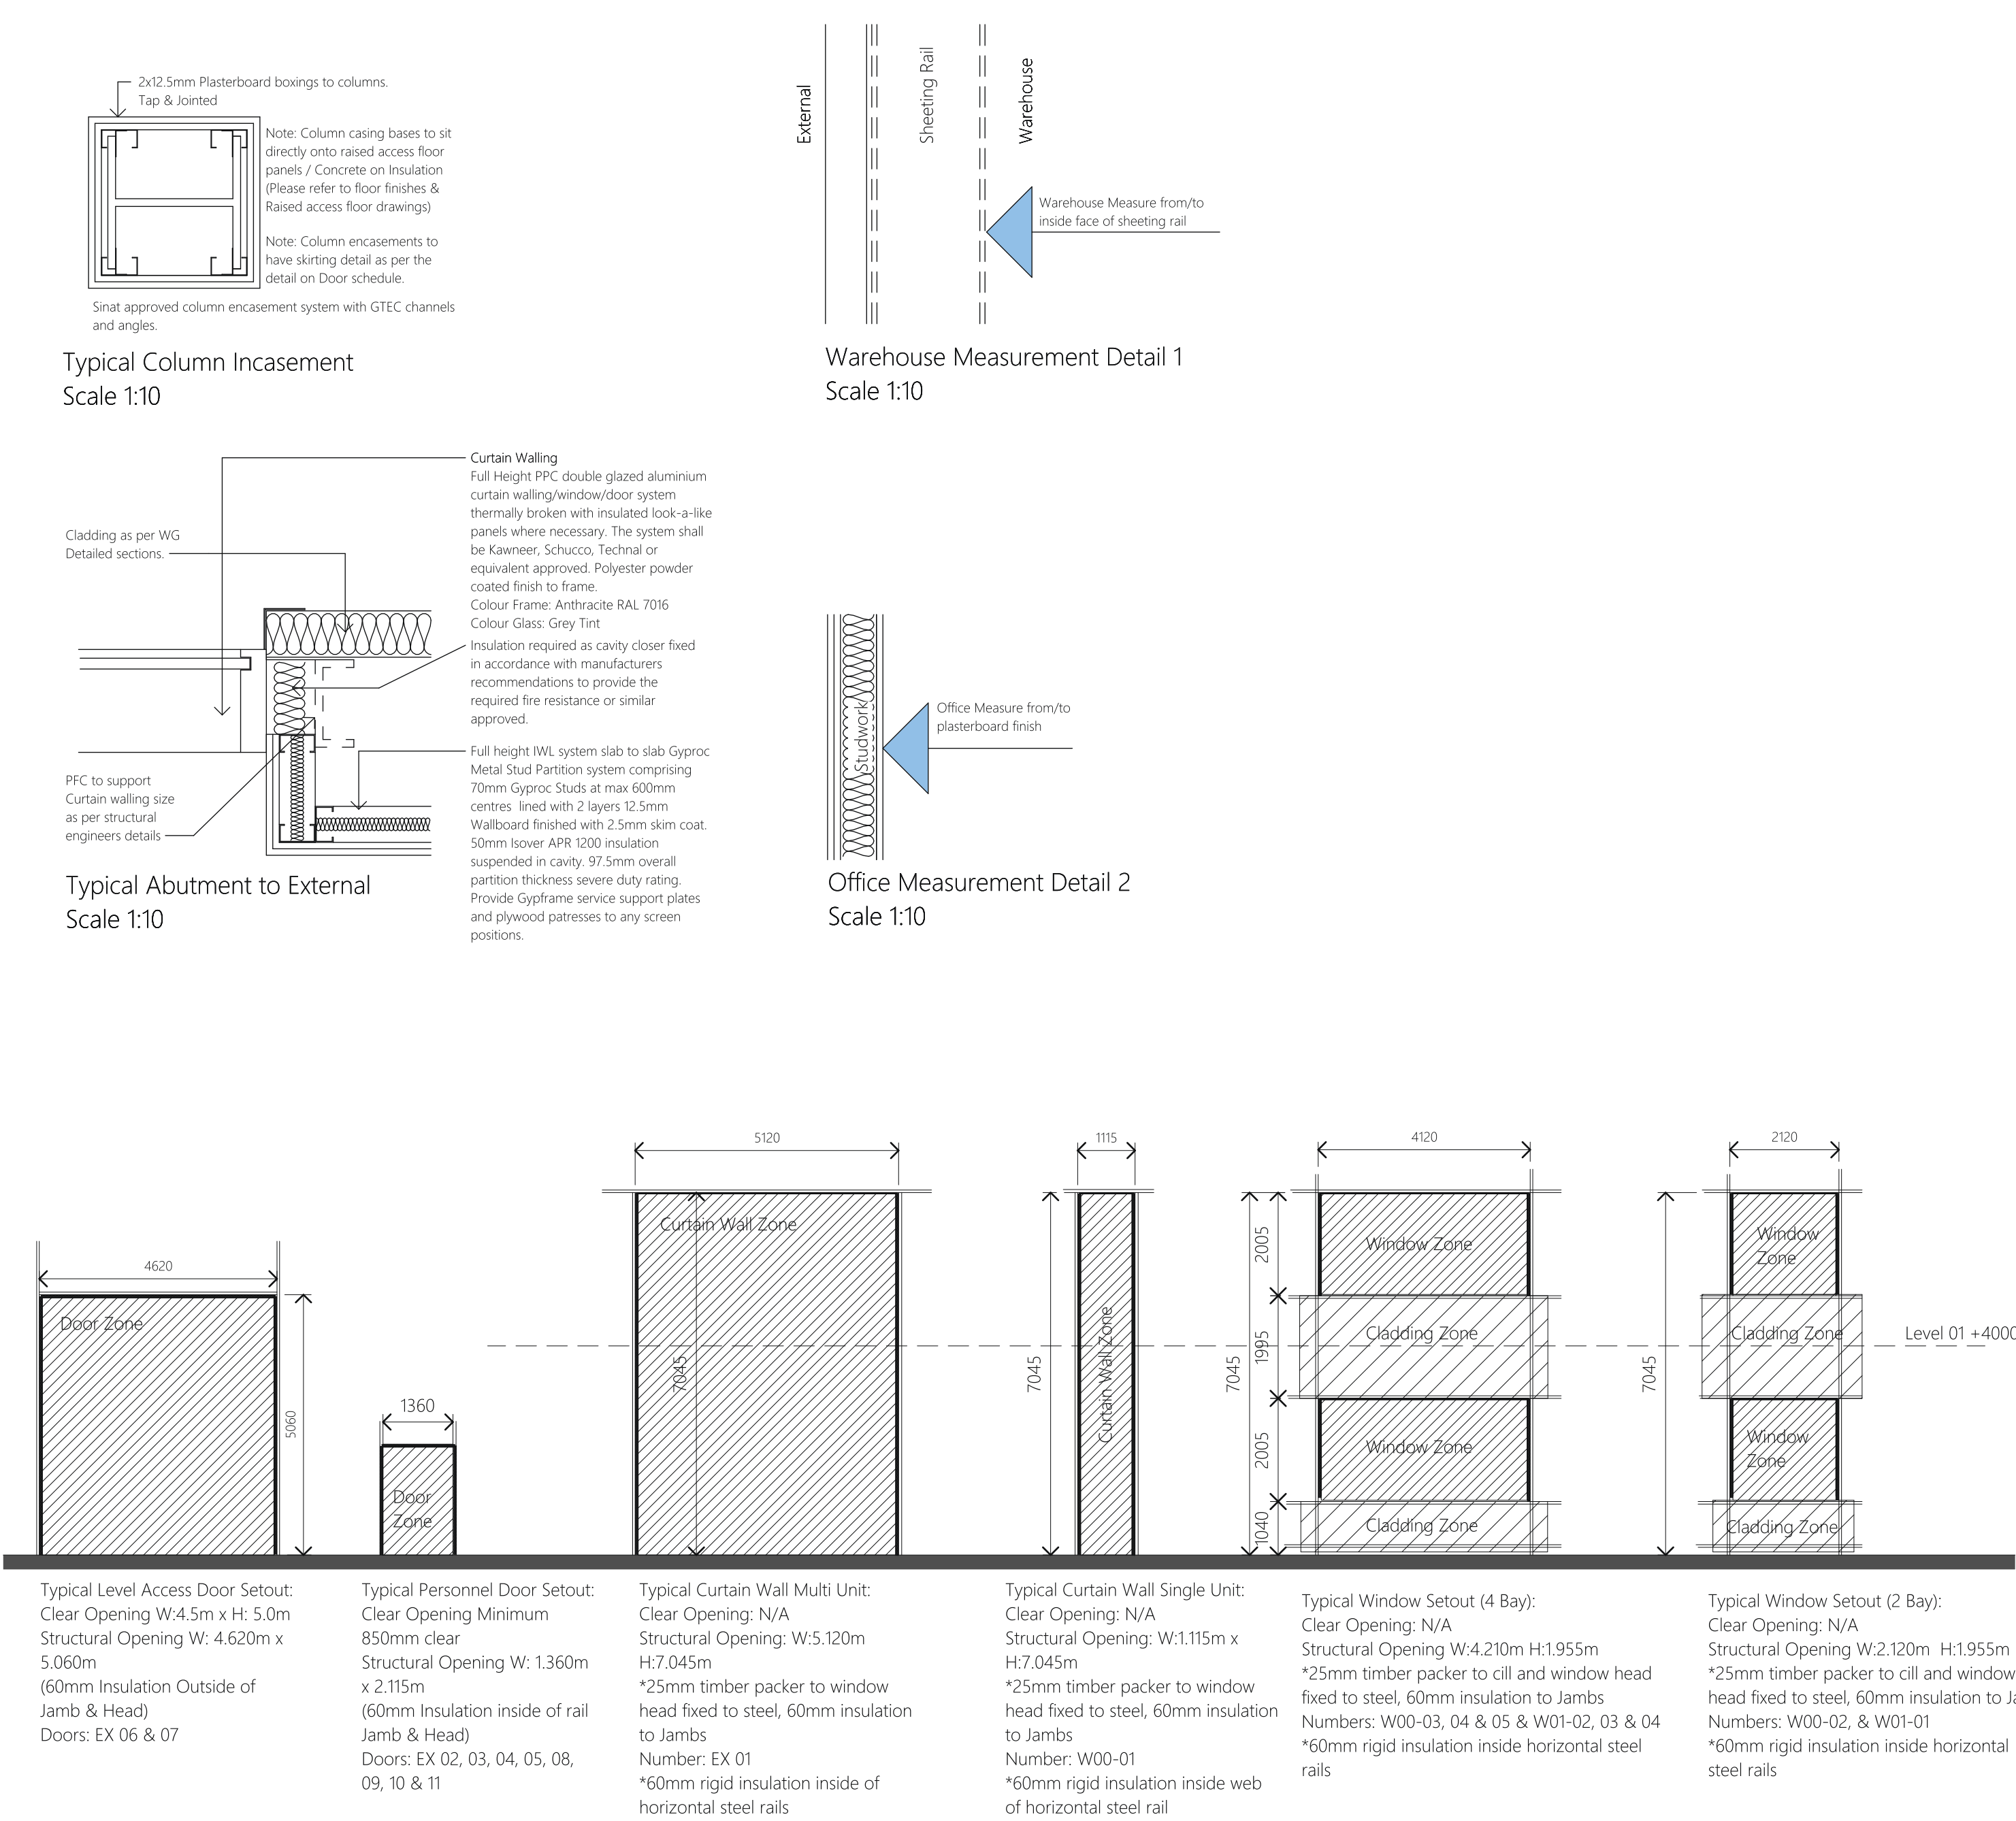 2x12.5mm Plasterboard boxings to columns.
Tap & Jointed
Note: Column casing bases to sit
directly onto raised access floor
panels / Concrete on Insulation
(Please refer to floor finishes &
Raised access floor drawings)
Note: Column encasements to
have skirting detail as per the
detail on Door schedule.
Sinat approved column encasement system with GTEC channels
and angles.
Typical Column Incasement
Scale 1:10
External
Sheeting Rail
Warehouse
Warehouse Measure from/to
inside face of sheeting rail
Warehouse Measurement Detail 1
Scale 1:10
Curtain Walling
Full Height PPC double glazed aluminium
curtain walling/window/door system
thermally broken with insulated look-a-like
panels where necessary. The system shall
be Kawneer, Schucco, Technal or
equivalent approved. Polyester powder
coated finish to frame.
Colour Frame: Anthracite RAL 7016
Colour Glass: Grey Tint
Insulation required as cavity closer fixed
in accordance with manufacturers
recommendations to provide the
required fire resistance or similar
approved.
Full height IWL system slab to slab Gyproc
Metal Stud Partition system comprising
70mm Gyproc Studs at max 600mm
centres lined with 2 layers 12.5mm
Wallboard finished with 2.5mm skim coat.
50mm Isover APR 1200 insulation
suspended in cavity. 97.5mm overall
partition thickness severe duty rating.
Provide Gypframe service support plates
and plywood patresses to any screen
positions.
Cladding as per WG
Detailed sections.
PFC to support
Curtain walling size
as per structural
engineers details
Typical Abutment to External
Scale 1:10
Studwork
Office Measure from/to
plasterboard finish
Office Measurement Detail 2
Scale 1:10
4620
Door Zone
5060
1360
Door
Zone
5120
Curtain Wall Zone
7045
1115
7045
Curtain Wall Zone
4120
7045
2005
1995
2005
1040
Window Zone
Cladding Zone
Window Zone
Cladding Zone
2120
7045
Window
Zone
Cladding Zone
Window
Zone
Cladding Zone
Level 01 +4000
Typical Level Access Door Setout:
Clear Opening W:4.5m x H: 5.0m
Structural Opening W: 4.620m x
5.060m
(60mm Insulation Outside of
Jamb & Head)
Doors: EX 06 & 07
Typical Personnel Door Setout:
Clear Opening Minimum
850mm clear
Structural Opening W: 1.360m
x 2.115m
(60mm Insulation inside of rail
Jamb & Head)
Doors: EX 02, 03, 04, 05, 08,
09, 10 & 11
Typical Curtain Wall Multi Unit:
Clear Opening: N/A
Structural Opening: W:5.120m
H:7.045m
*25mm timber packer to window
head fixed to steel, 60mm insulation
to Jambs
Number: EX 01
*60mm rigid insulation inside of
horizontal steel rails
Typical Curtain Wall Single Unit:
Clear Opening: N/A
Structural Opening: W:1.115m x
H:7.045m
*25mm timber packer to window
head fixed to steel, 60mm insulation
to Jambs
Number: W00-01
*60mm rigid insulation inside web
of horizontal steel rail
Typical Window Setout (4 Bay):
Clear Opening: N/A
Structural Opening W:4.210m H:1.955m
*25mm timber packer to cill and window head
fixed to steel, 60mm insulation to Jambs
Numbers: W00-03, 04 & 05 & W01-02, 03 & 04
*60mm rigid insulation inside horizontal steel
rails
Typical Window Setout (2 Bay):
Clear Opening: N/A
Structural Opening W:2.120m H:1.955m
*25mm timber packer to cill and window
head fixed to steel, 60mm insulation to
Numbers: W00-02, & W01-01
*60mm rigid insulation inside horizontal
steel rails